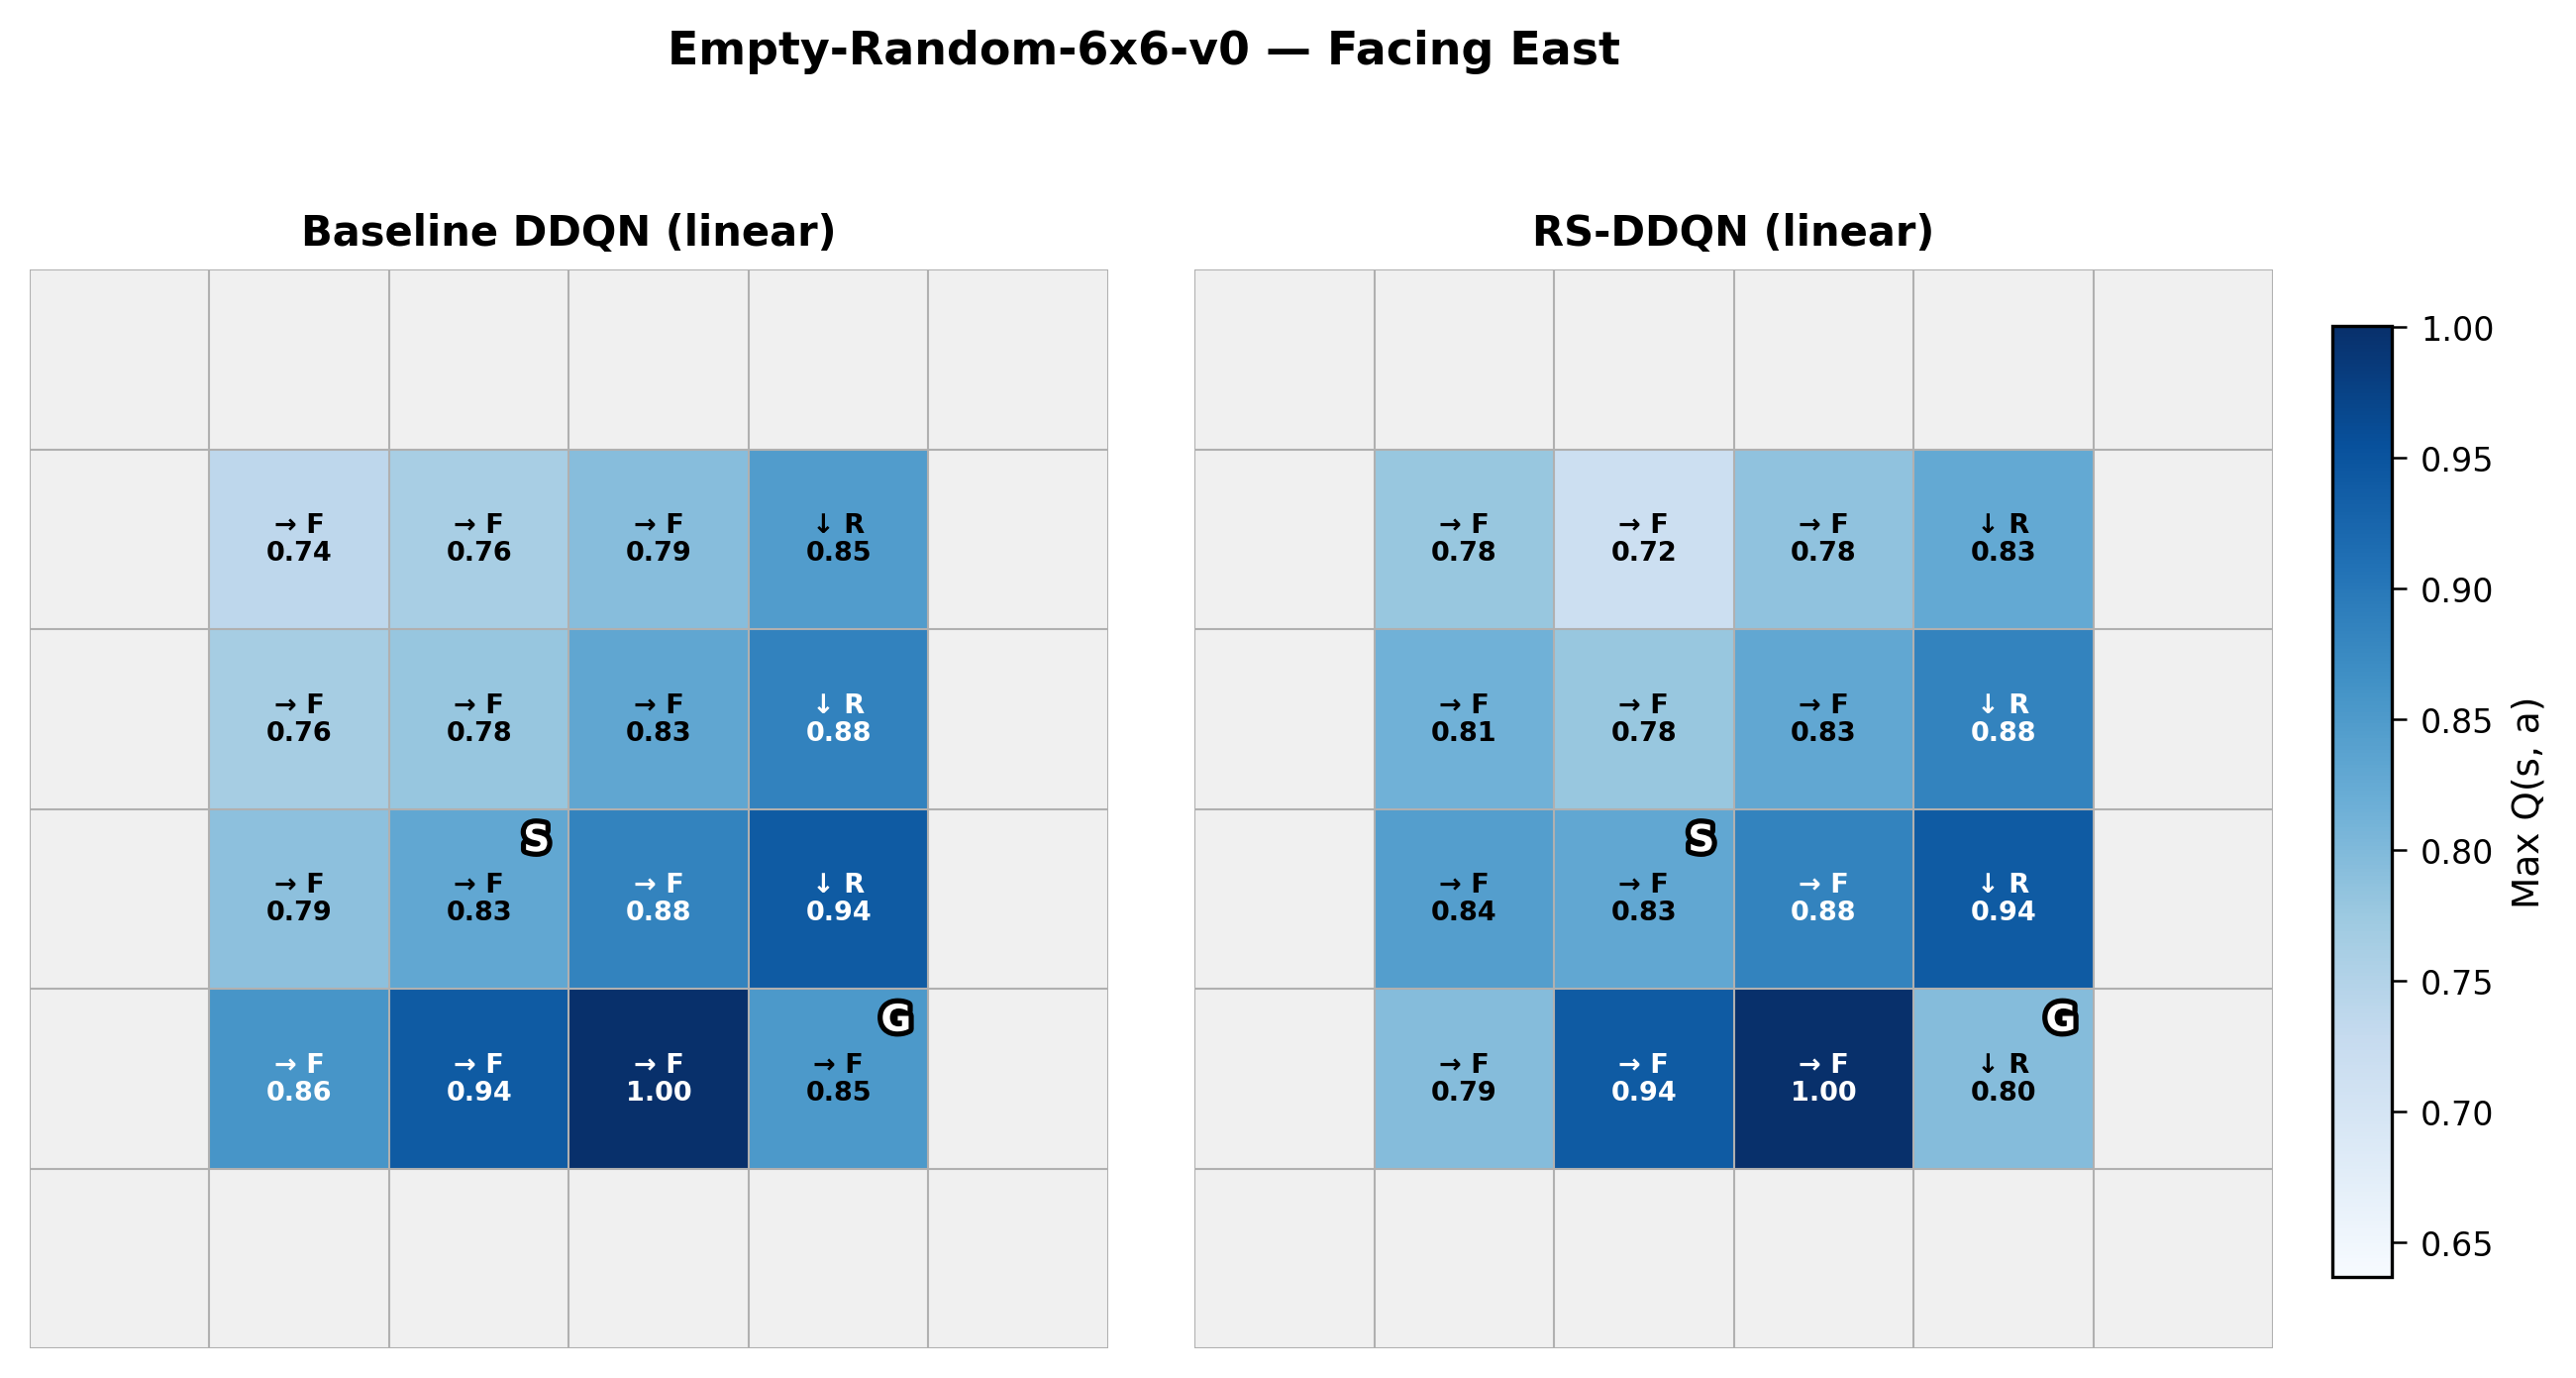 Empty-Random-6x6-v0 — Facing East
Baseline DDQN (linear)
→ F
0.74
→ F
0.76
→ F
0.79
↓ R
0.85
→ F
0.76
→ F
0.78
→ F
0.83
↓ R
0.88
→ F
0.79
S
→ F
0.83
→ F
0.88
↓ R
0.94
→ F
0.86
→ F
0.94
→ F
1.00
G
→ F
0.85
RS-DDQN (linear)
→ F
0.78
→ F
0.72
→ F
0.78
↓ R
0.83
→ F
0.81
→ F
0.78
→ F
0.83
↓ R
0.88
→ F
0.84
S
→ F
0.83
→ F
0.88
↓ R
0.94
→ F
0.79
→ F
0.94
→ F
1.00
G
↓ R
0.80
1.00
0.95
0.90
0.85
0.80
0.75
0.70
0.65
Max Q(s, a)